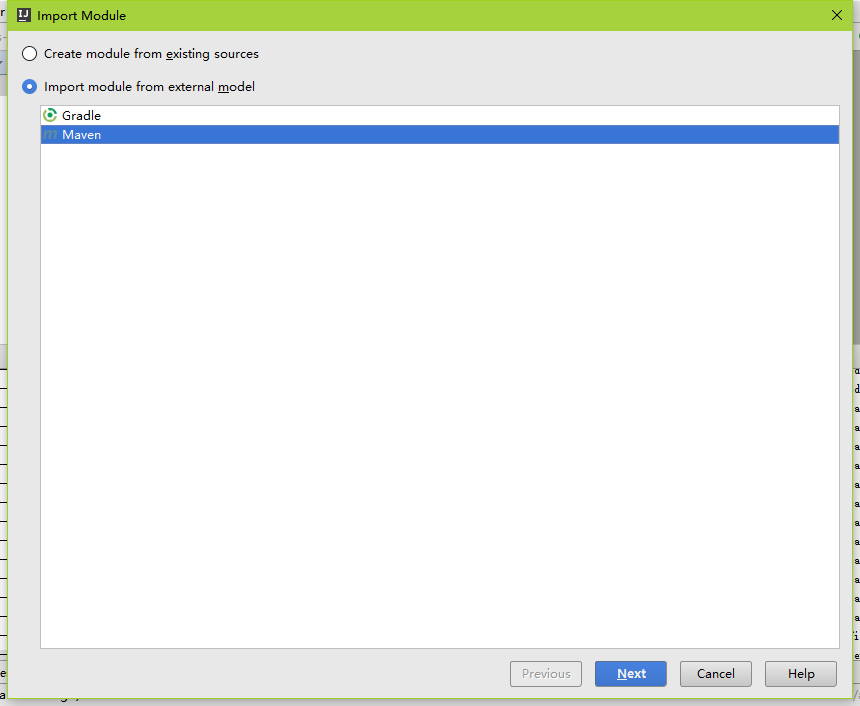 Import Module
Create module from existing sources
Import module from external model
Gradle
Maven
Previous
Next
Cancel
Help